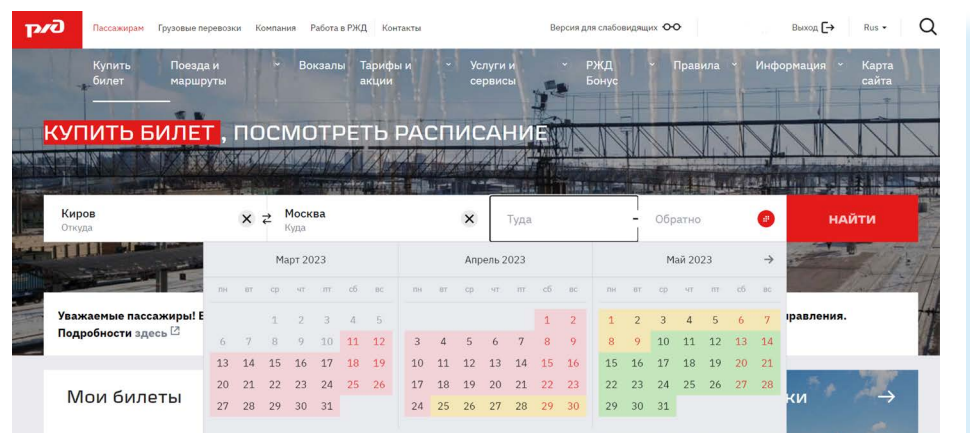 ржд Пассажирам Грузовые перевозки Компания Работа в РЖД Контакты Версия для слабовидящих Выход Rus
Купить Поезда и Вокзалы Тарифы и Услуги и РЖД Правила Информация Карта
билет маршруты акции сервисы Бонус сайта
КУПИТЬ БИЛЕТ, ПОСМОТРЕТЬ РАСПИСАНИЕ
Киров Москва Туда - Обратно НАЙТИ
Откуда Куда
Март 2023 Апрель 2023 Май 2023
пн вт ср чт пт сб вс пн вт ср чт пт сб вс пн вт ср чт пт сб вс
Уважаемые пассажиры! правления.
1 2 3 4 5 1 2 1 2 3 4 5 6 7
Подробности здесь
6 7 8 9 10 11 12 3 4 5 6 7 8 9 8 9 10 11 12 13 14
13 14 15 16 17 18 19 10 11 12 13 14 15 16 15 16 17 18 19 20 21
20 21 22 23 24 25 26 17 18 19 20 21 22 23 22 23 24 25 26 27 28
Мои билеты ки
27 28 29 30 31 24 25 26 27 28 29 30 29 30 31